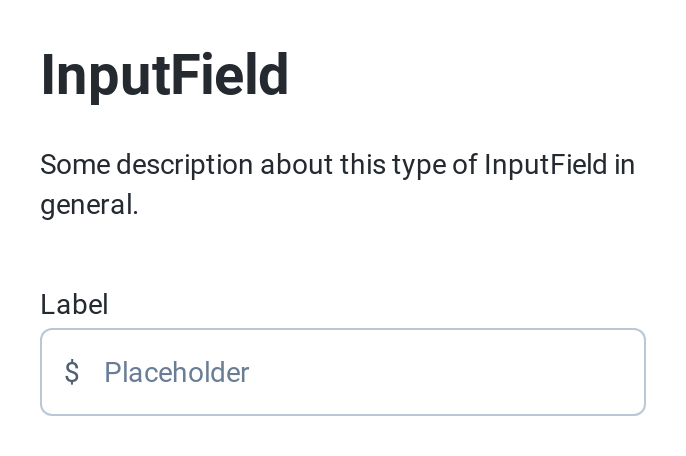 InputField
Some description about this type of InputField in
general.
Label
$ Placeholder